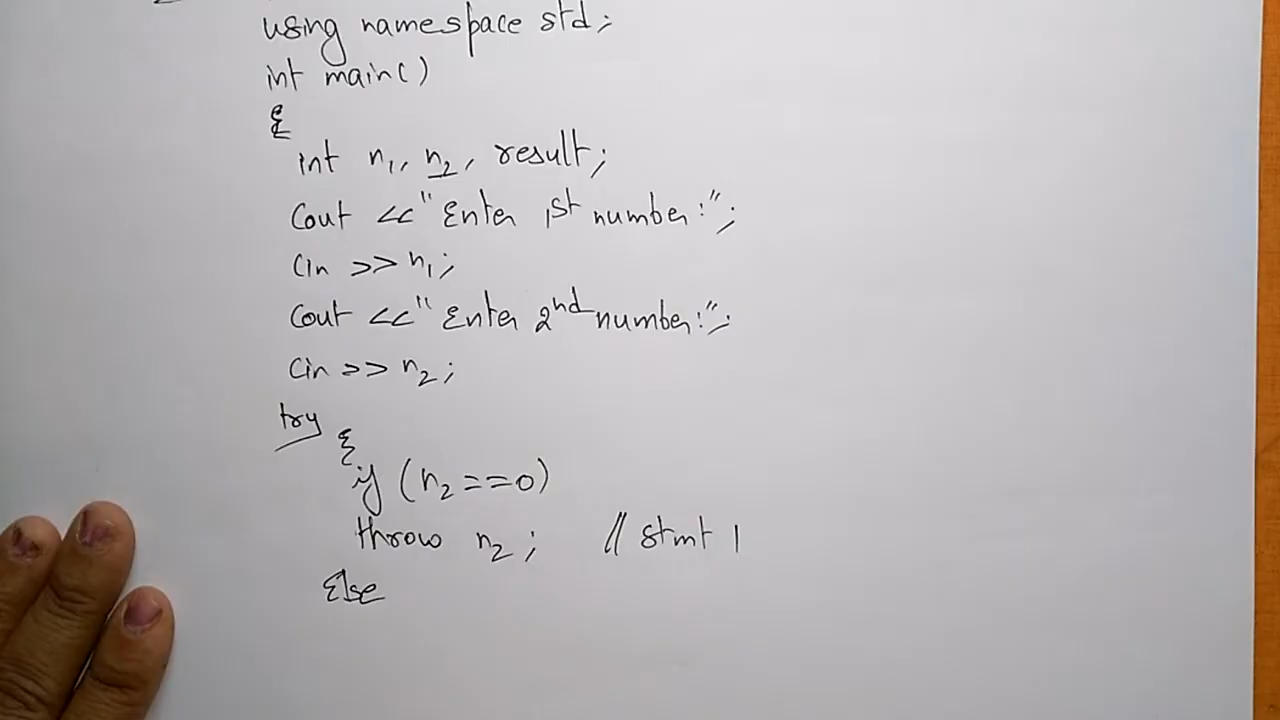 using namespace std;
int main()
{
int n1, n2, result;
Cout <<"Enter 1st number:";
Cin >> n1;
Cout <<"Enter 2nd number:";
Cin >> n2;
try
{
if (n2==0)
throw n2; // stmt 1
Else